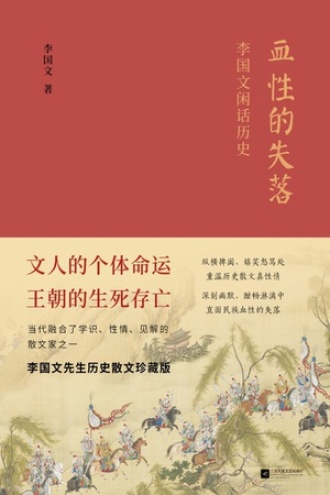 血性的失落
李国文闲话历史
李国文 著
文人的个体命运
王朝的生死存亡
当代融合了学识、性情、见解的
散文家之一
李国文先生历史散文珍藏版
纵横捭阖、嬉笑怒骂处
重温历史散文真性情
深刻幽默、酣畅淋漓中
直面民族血性的失落